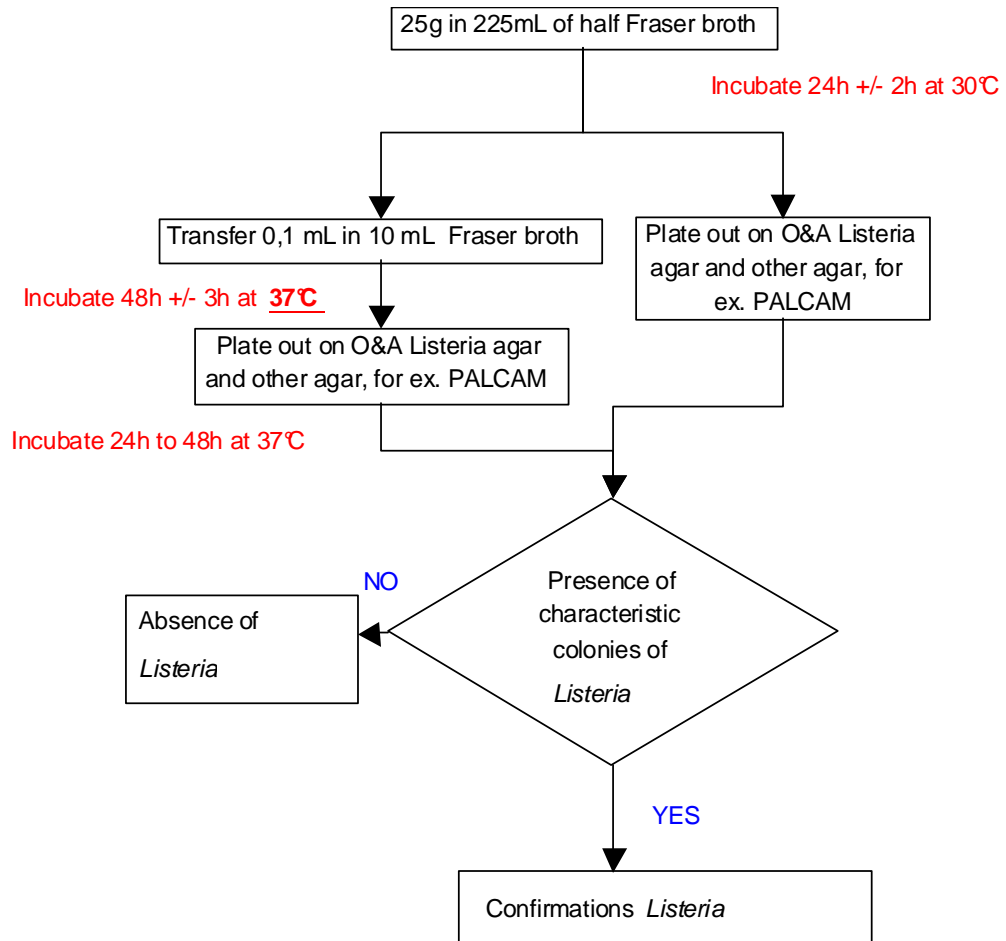 25g in 225mL of half Fraser broth
Incubate 24h +/- 2h at 30°C
Transfer 0,1 mL in 10 mL Fraser broth
Plate out on O&A Listeria
agar and other agar, for
ex. PALCAM
Incubate 48h +/- 3h at 37°C
Plate out on O&A Listeria agar
and other agar, for ex. PALCAM
Incubate 24h to 48h at 37°C
Presence of
characteristic
colonies of
Listeria
NO
Absence of
Listeria
YES
Confirmations Listeria